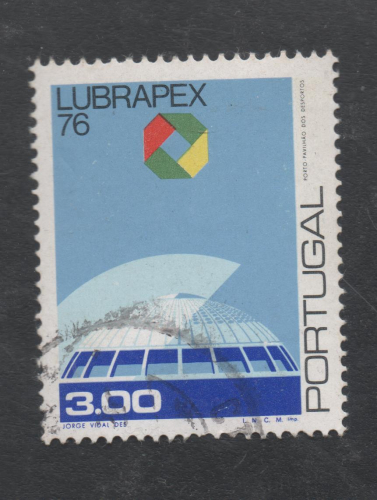 LUBRAPEX
76
PORTO PAVILHÃO DOS DESPORTOS
PORTUGAL
3.00
JORGE VIDAL DES
I. N. C. M. imp